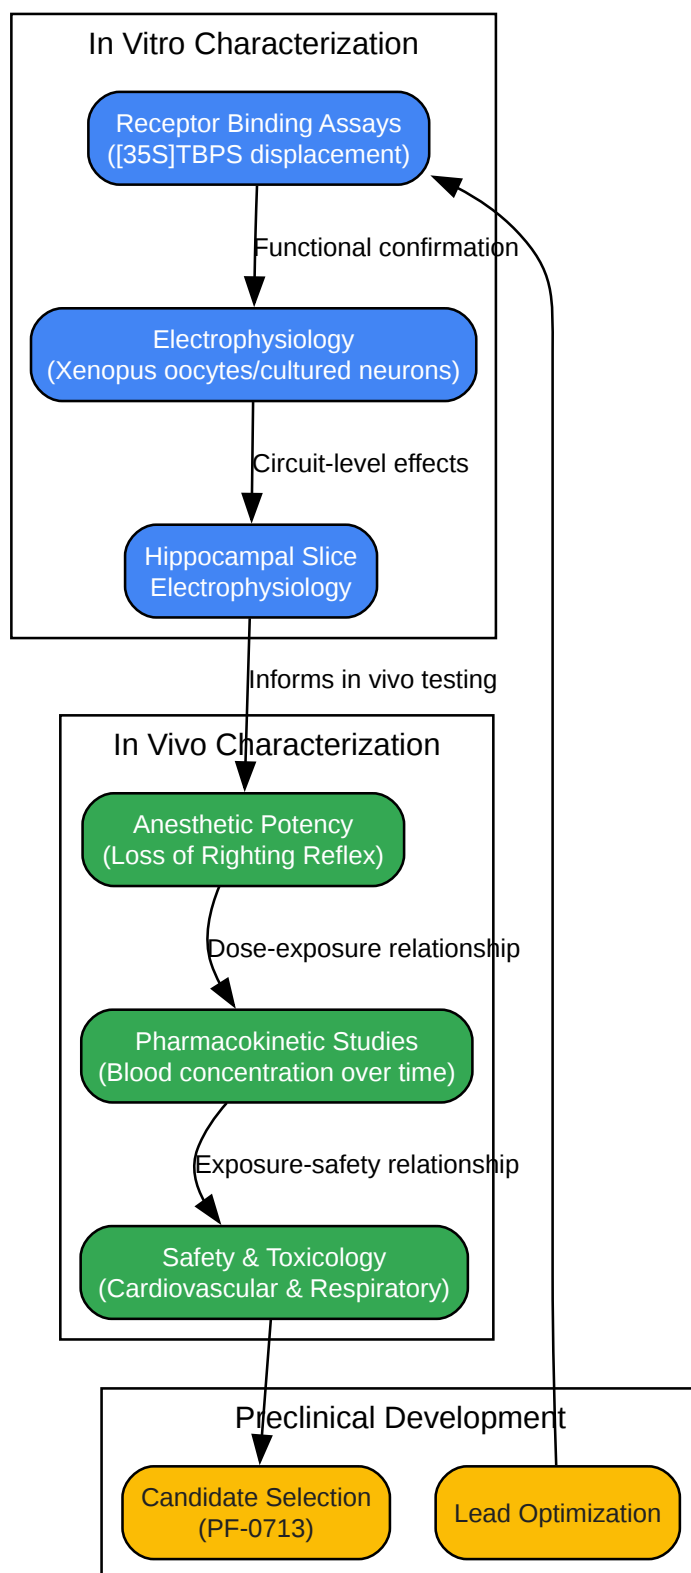 In Vitro Characterization
Receptor Binding Assays
([35S]TBPS displacement)
Functional confirmation
Electrophysiology
(Xenopus oocytes/cultured neurons)
Circuit-level effects
Hippocampal Slice
Electrophysiology
Informs in vivo testing
In Vivo Characterization
Anesthetic Potency
(Loss of Righting Reflex)
Dose-exposure relationship
Pharmacokinetic Studies
(Blood concentration over time)
Exposure-safety relationship
Safety & Toxicology
(Cardiovascular & Respiratory)
Preclinical Development
Candidate Selection
(PF-0713)
Lead Optimization